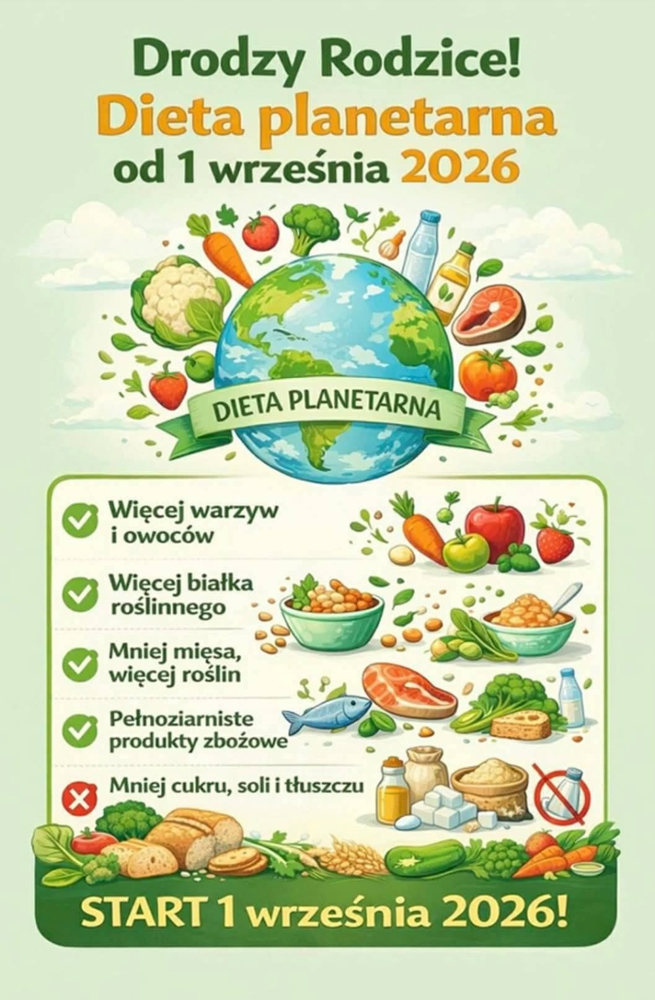 Drodzy Rodzice!
Dieta planetarna
od 1 września 2026
DIETA PLANETARNA
Więcej warzyw
i owoców
Więcej białka
roślinnego
Mniej mięsa,
więcej roślin
Pełnoziarniste
produkty zbożowe
Mniej cukru, soli i tłuszczu
START 1 września 2026!